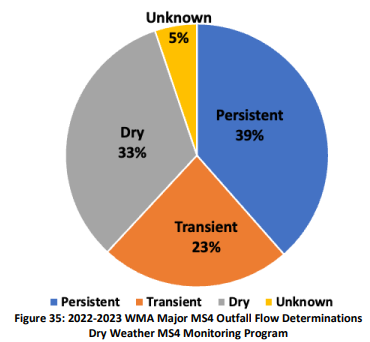 Unknown
5%
Persistent
39%
Dry
33%
Transient
23%
Persistent Transient Dry Unknown
Figure 35: 2022-2023 WMA Major MS4 Outfall Flow Determinations
Dry Weather MS4 Monitoring Program